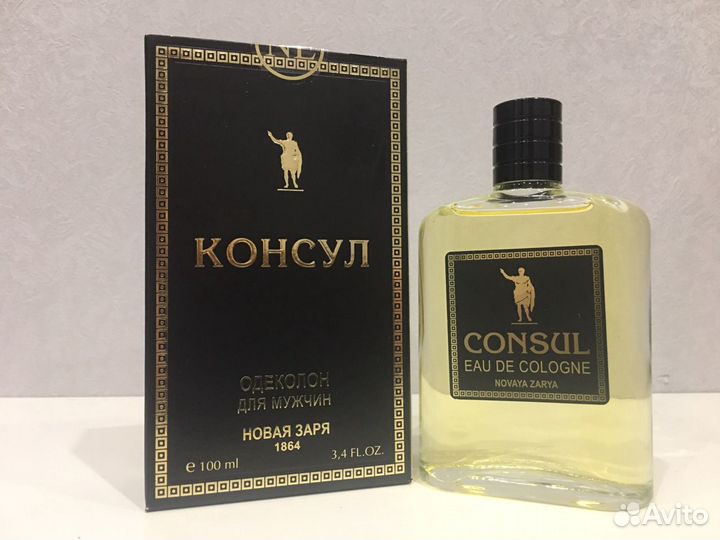 КОНСУЛ
ОДЕКОЛОН
ДЛЯ МУЖЧИН
НОВАЯ ЗАРЯ
1864
℮ 100 ml
3,4 FL.OZ.
CONSUL
EAU DE COLOGNE
NOVAYA ZARYA
Avito